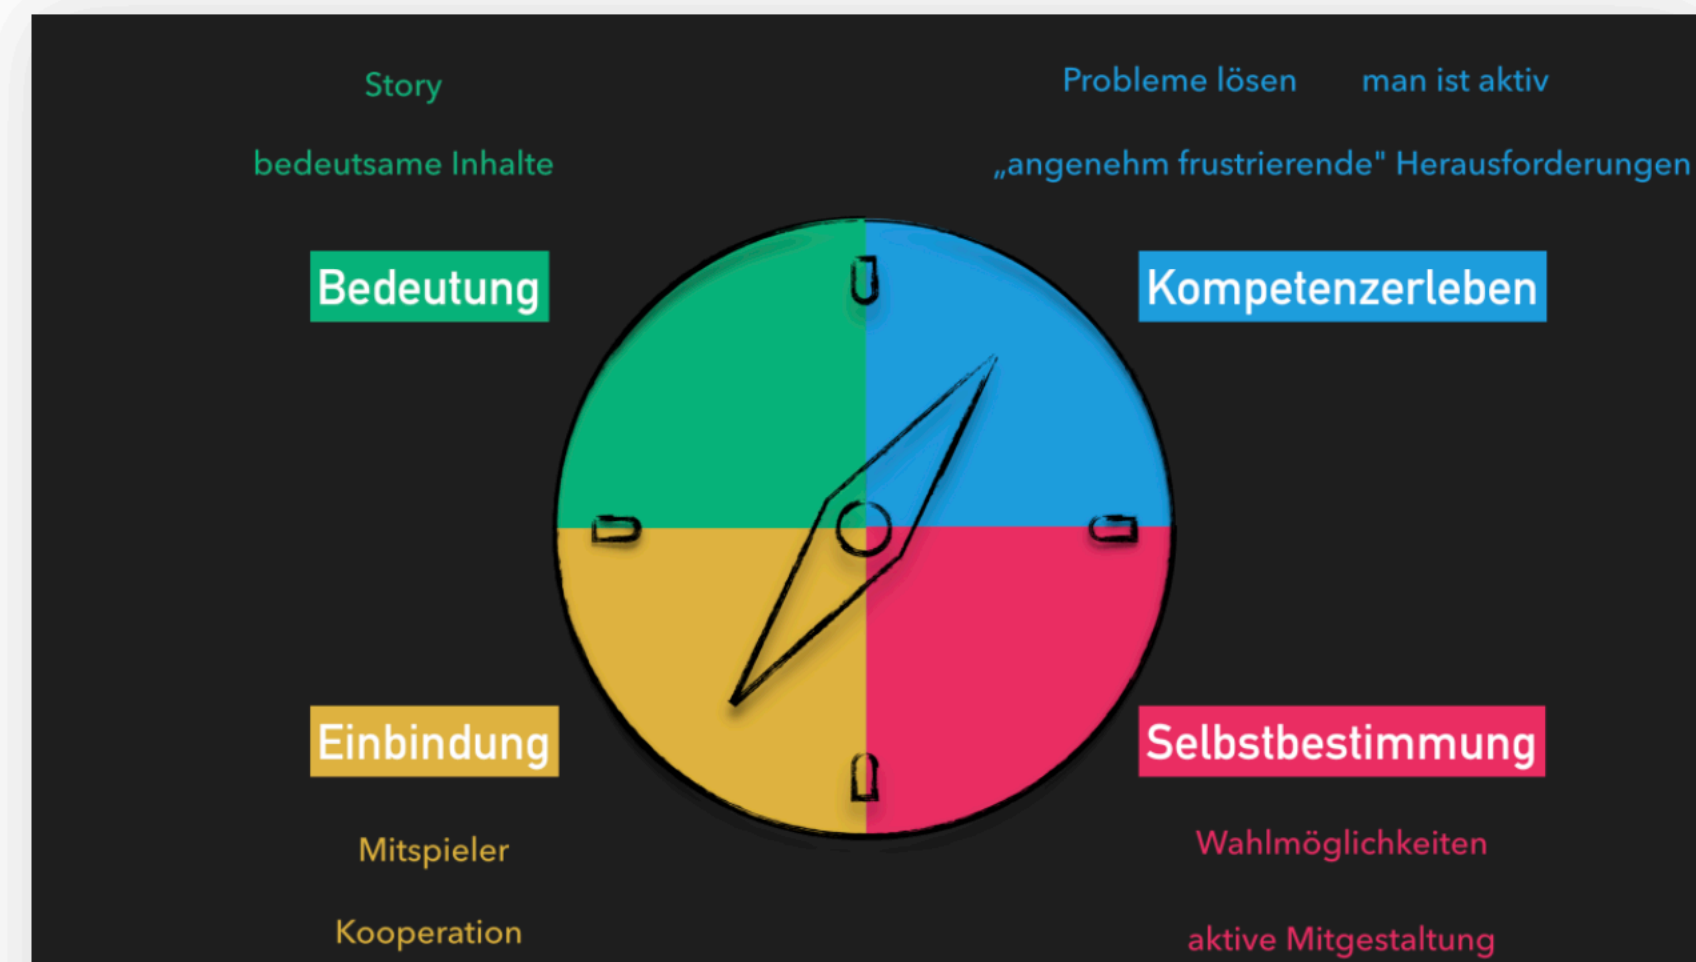 Story
bedeutsame Inhalte
Bedeutung
Probleme lösen man ist aktiv
„angenehm frustrierende" Herausforderungen
Kompetenzerleben
Einbindung
Mitspieler
Kooperation
Selbstbestimmung
Wahlmöglichkeiten
aktive Mitgestaltung